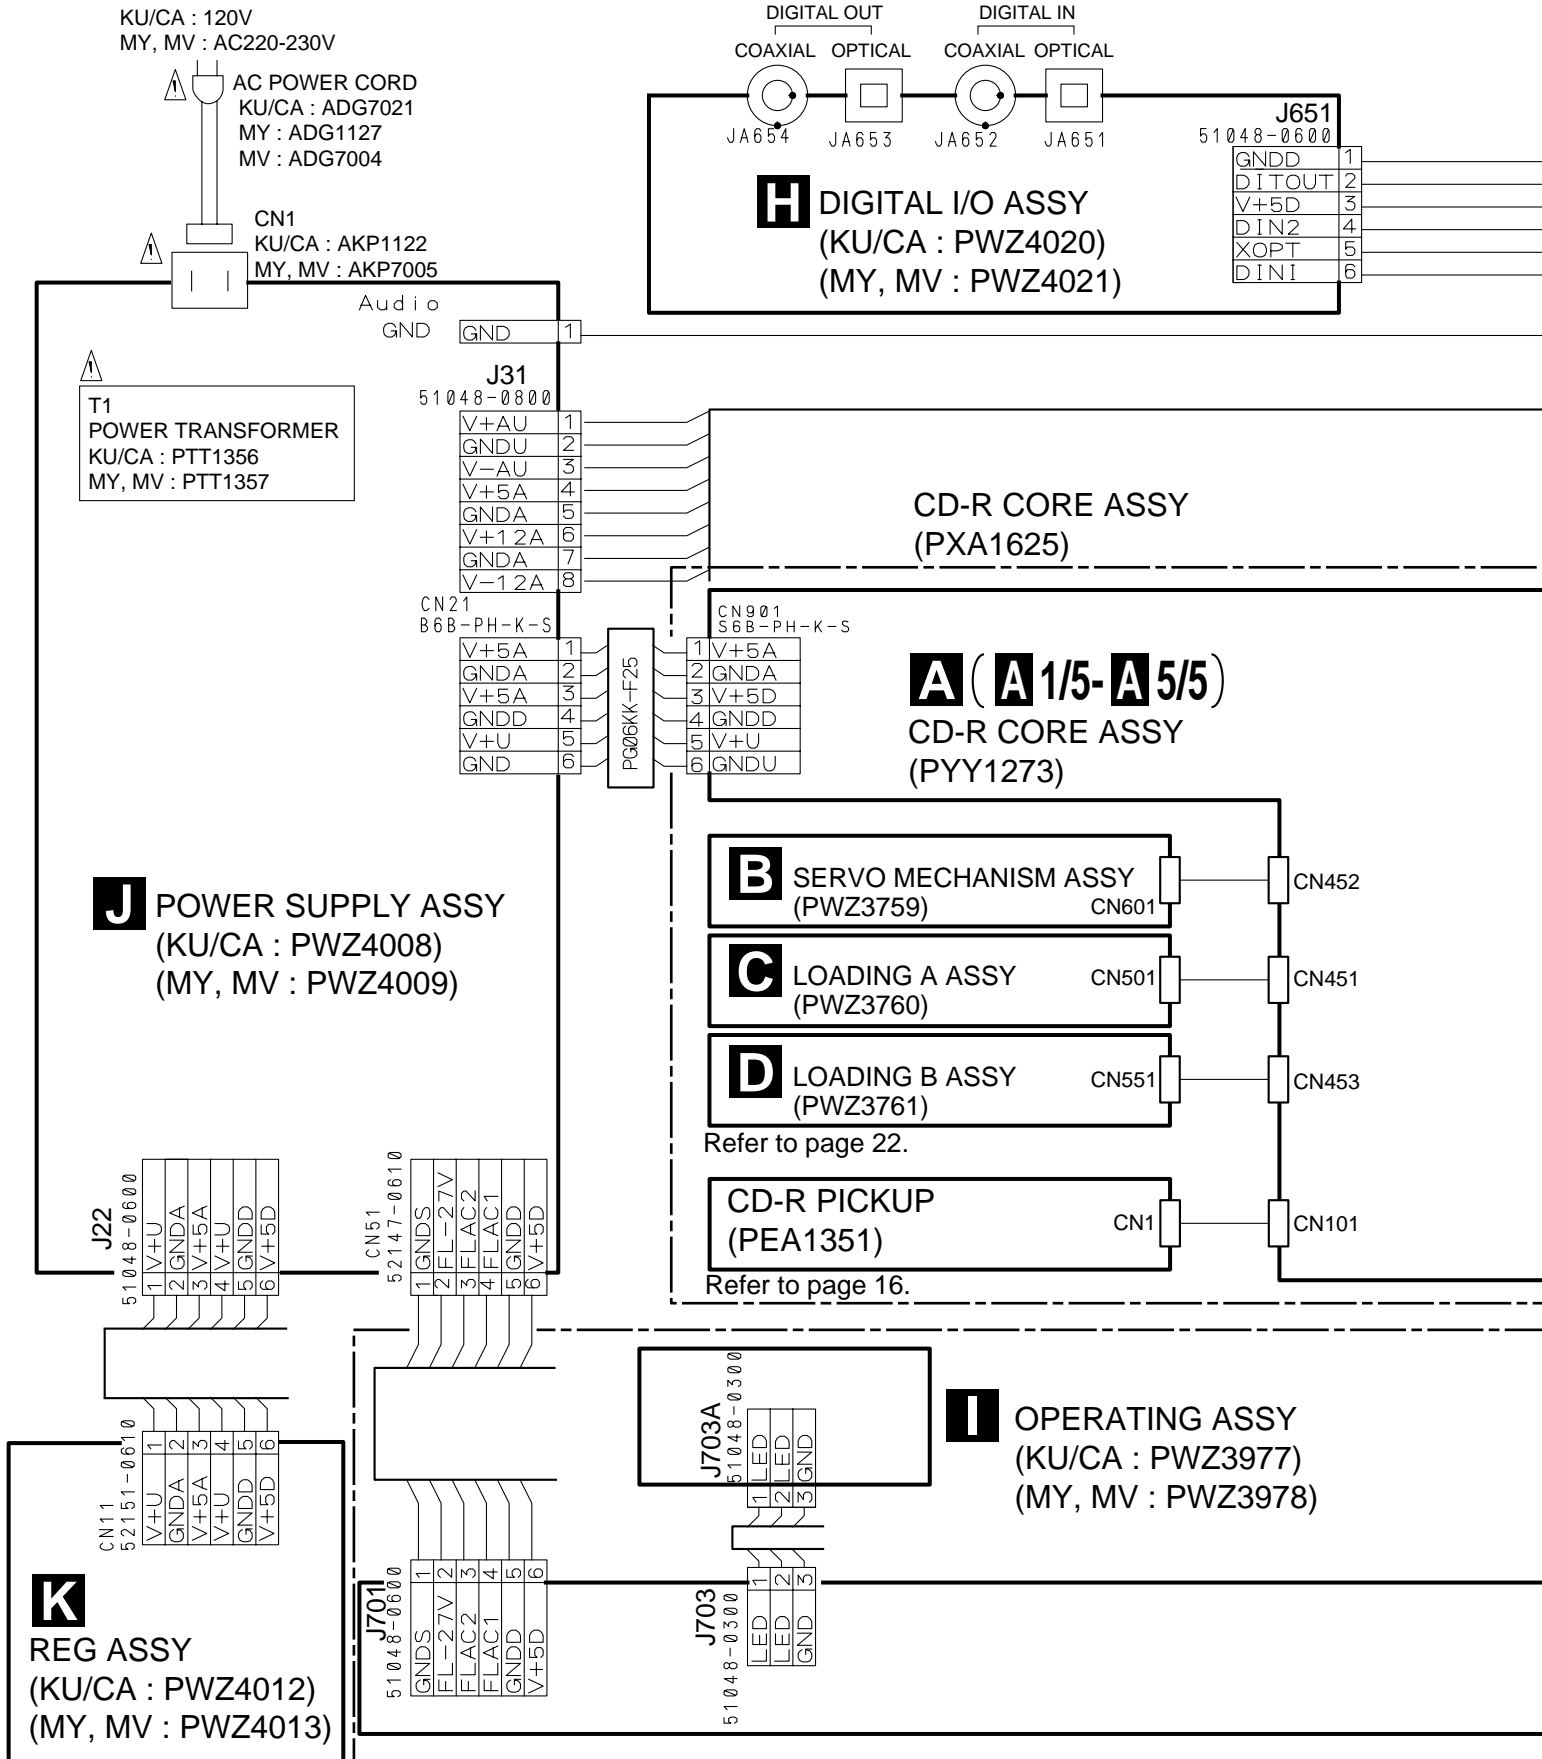 KU/CA : 120V
MY, MV : AC220-230V
AC POWER CORD
KU/CA : ADG7021
MY : ADG1127
MV : ADG7004
CN1
KU/CA : AKP1122
MY, MV : AKP7005
DIGITAL OUT
DIGITAL IN
COAXIAL OPTICAL
COAXIAL OPTICAL
JA654
JA653
JA652
JA651
J651
51048-0600
GNDD 1
DITOUT 2
V+5D 3
DIN2 4
XOPT 5
DINI 6
H DIGITAL I/O ASSY
(KU/CA : PWZ4020)
(MY, MV : PWZ4021)
Audio
GND
GND 1
T1
POWER TRANSFORMER
KU/CA : PTT1356
MY, MV : PTT1357
J31
51048-0800
V+AU 1
GNDU 2
V-AU 3
V+5A 4
GNDA 5
V+12A 6
GNDA 7
V-12A 8
CD-R CORE ASSY
(PXA1625)
CN21
B6B-PH-K-S
V+5A 1
GNDA 2
V+5A 3
GNDD 4
V+U 5
GND 6
PG06KK-F25
CN901
S6B-PH-K-S
1 V+5A
2 GNDA
3 V+5D
4 GNDD
5 V+U
6 GNDU
A ( A 1/5- A 5/5 )
CD-R CORE ASSY
(PYY1273)
B SERVO MECHANISM ASSY
(PWZ3759)
CN601
CN452
C LOADING A ASSY
(PWZ3760)
CN501
CN451
D LOADING B ASSY
(PWZ3761)
CN551
CN453
Refer to page 22.
CD-R PICKUP
(PEA1351)
CN1
CN101
Refer to page 16.
J POWER SUPPLY ASSY
(KU/CA : PWZ4008)
(MY, MV : PWZ4009)
J22
51048-0600
1 V+U
2 GNDA
3 V+5A
4 V+U
5 GNDD
6 V+5D
CN51
52147-0610
1 GNDS
2 FL-27V
3 FLAC2
4 FLAC1
5 GNDD
6 V+5D
CN11
52151-0610
V+U 1
GNDA 2
V+5A 3
V+U 4
GNDD 5
V+5D 6
K
REG ASSY
(KU/CA : PWZ4012)
(MY, MV : PWZ4013)
J701
51048-0600
GNDS 1
FL-27V 2
FLAC2 3
FLAC1 4
GNDD 5
V+5D 6
J703A
51048-0300
1 LED
2 LED
3 GND
J703
51048-0300
LED 1
LED 2
GND 3
I OPERATING ASSY
(KU/CA : PWZ3977)
(MY, MV : PWZ3978)